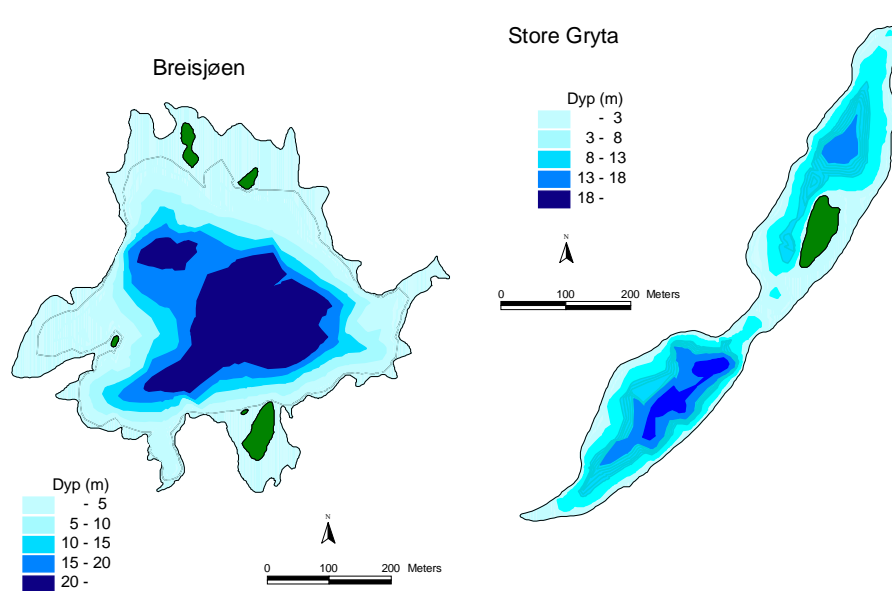 Breisjøen
Dyp (m)
- 5
5 - 10
10 - 15
15 - 20
20 -
N
0 100 200 Meters
Store Gryta
Dyp (m)
- 3
3 - 8
8 - 13
13 - 18
18 -
N
0 100 200 Meters